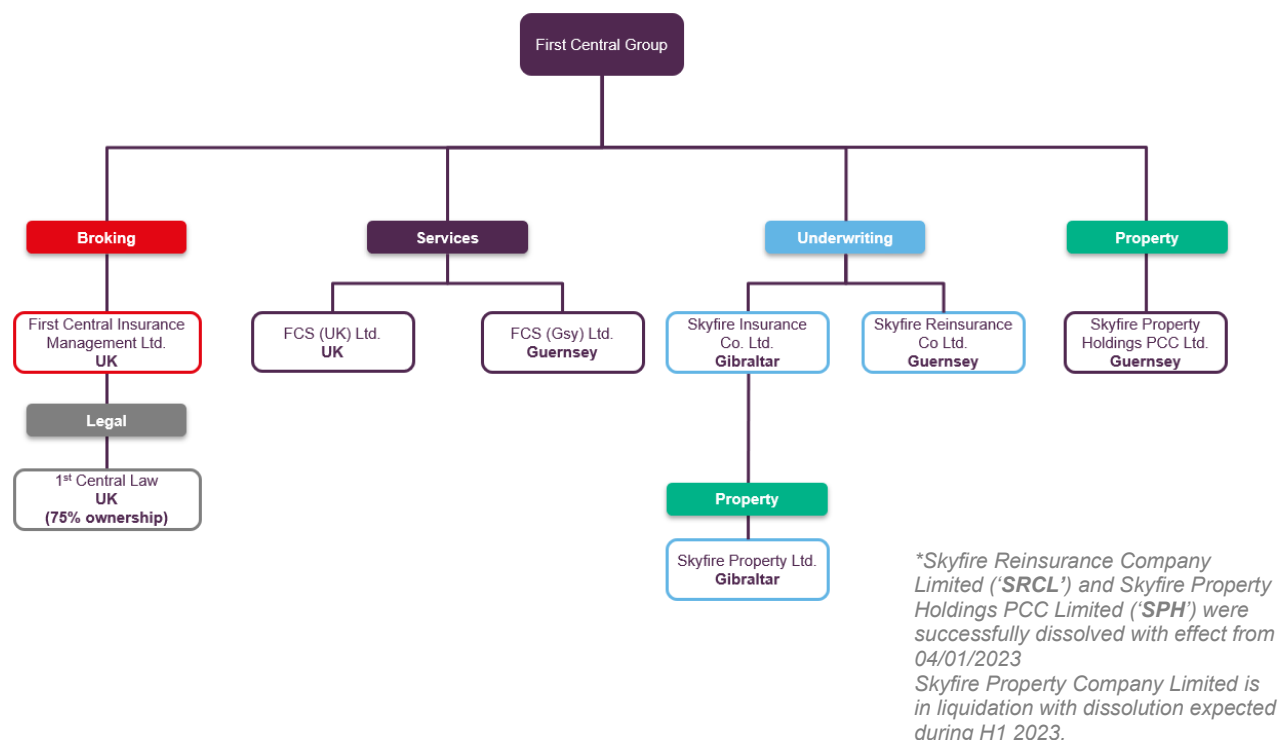 First Central Group
Broking
Services
Underwriting
Property
First Central Insurance
Management Ltd.
UK
FCS (UK) Ltd.
UK
FCS (Gsy) Ltd.
Guernsey
Skyfire Insurance
Co. Ltd.
Gibraltar
Skyfire Reinsurance
Co Ltd.
Guernsey
Skyfire Property
Holdings PCC Ltd.
Guernsey
Legal
1st Central Law
UK
(75% ownership)
Property
Skyfire Property Ltd.
Gibraltar
*Skyfire Reinsurance Company
Limited (‘SRCL’) and Skyfire Property
Holdings PCC Limited (‘SPH’) were
successfully dissolved with effect from
04/01/2023
Skyfire Property Company Limited is
in liquidation with dissolution expected
during H1 2023.